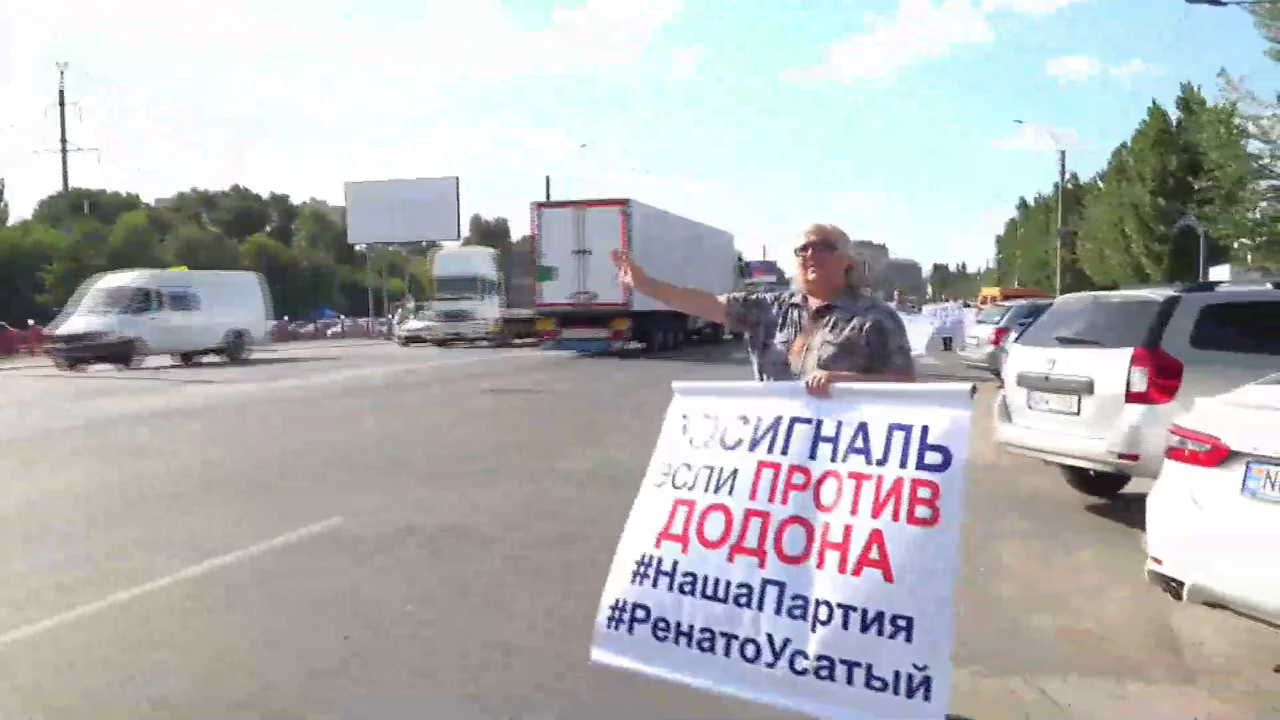 ПОСИГНАЛЬ
если ПРОТИВ
ДОДОНА
#НашаПартия
#РенатоУсатый